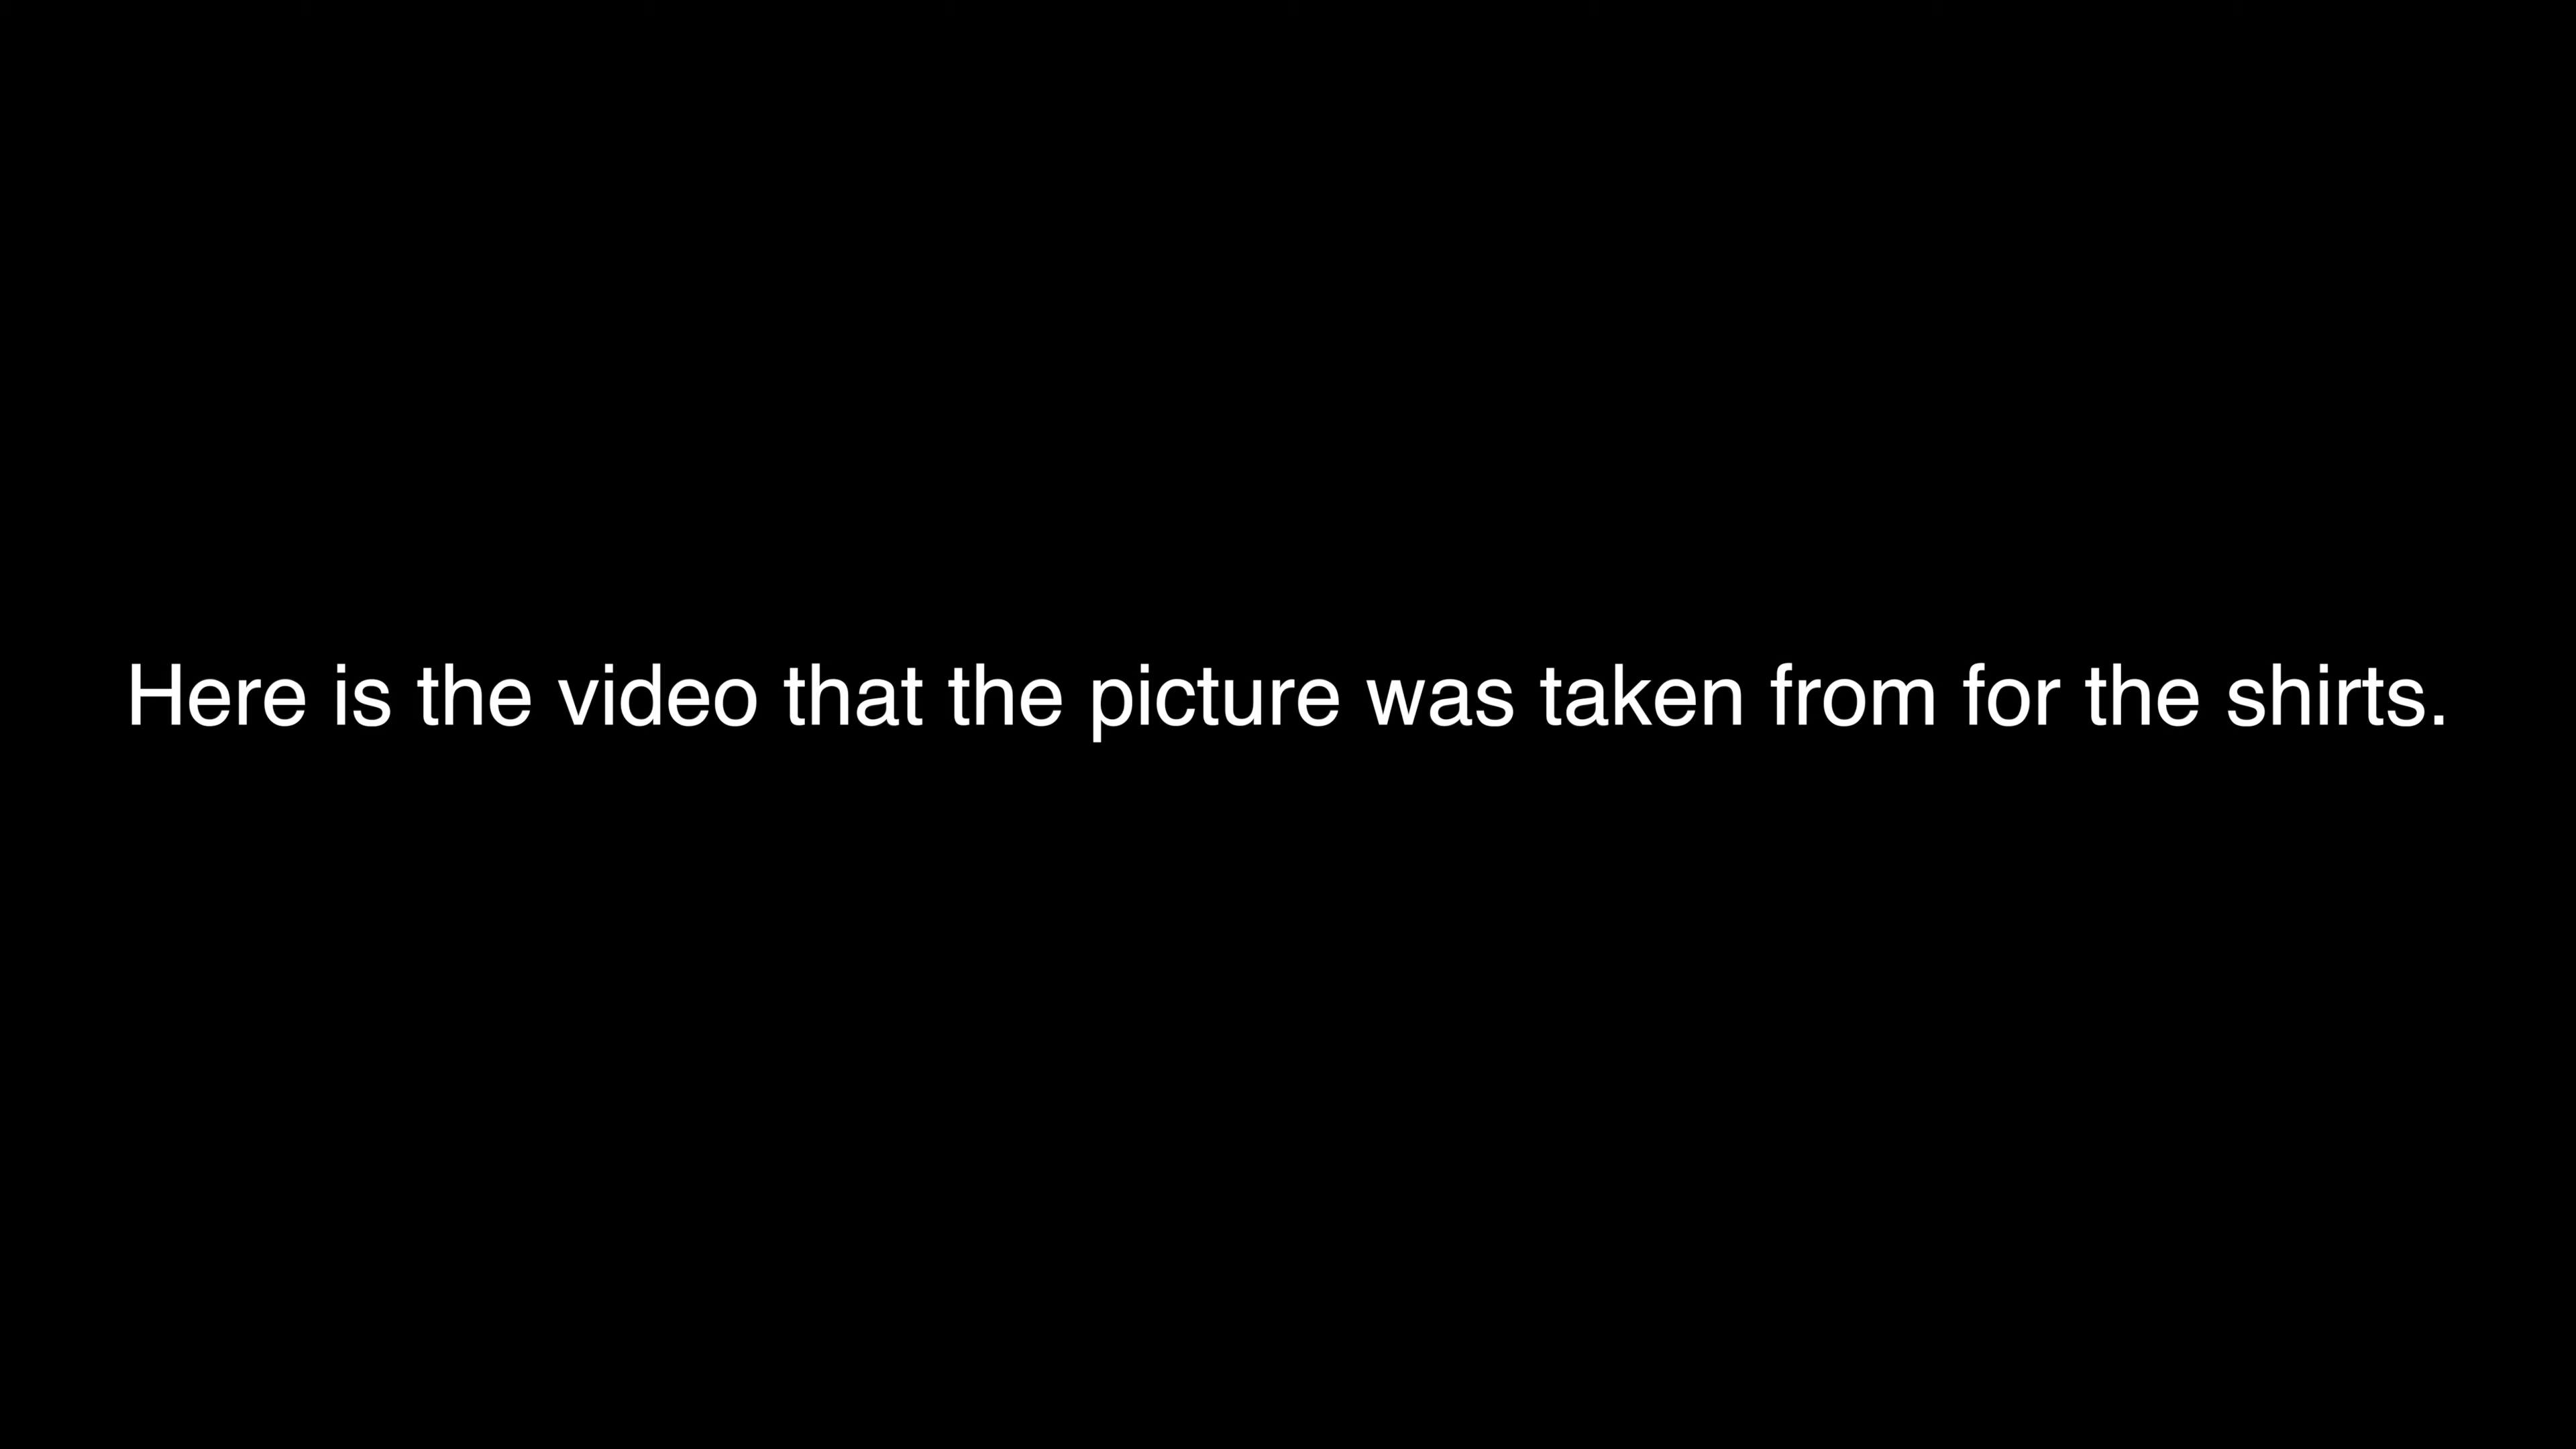 Here is the video that the picture was taken from for the shirts.